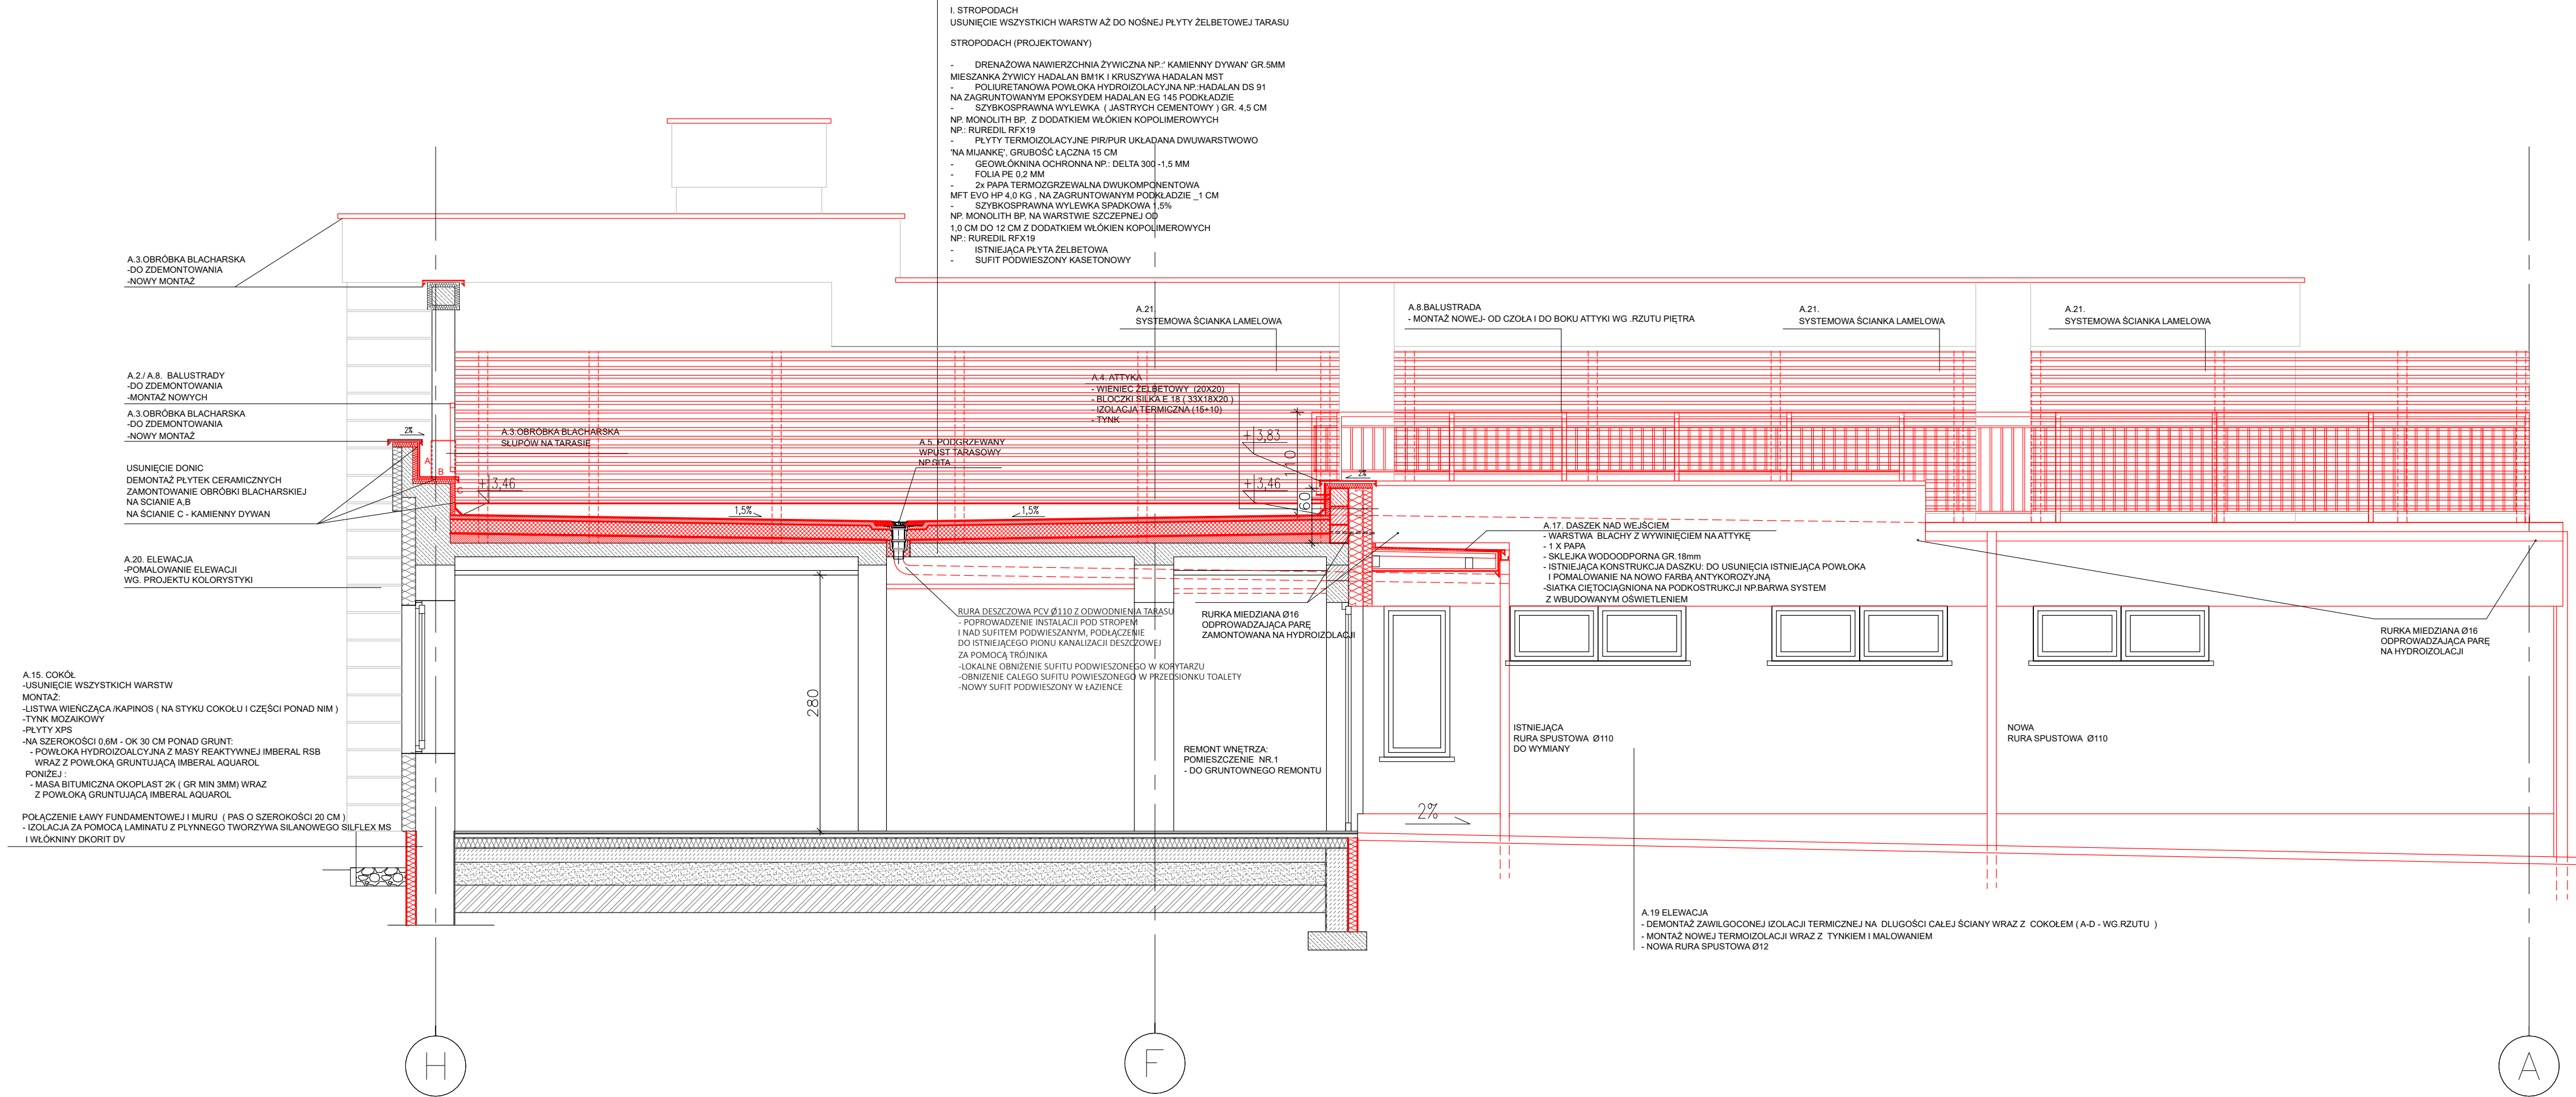 I. STROPODACH
USUNIĘCIE WSZYSTKICH WARSTW AŻ DO NOŚNEJ PŁYTY ŻELBETOWEJ TARASU
STROPODACH (PROJEKTOWANY)
- DRENAŻOWA NAWIERZCHNIA ŻYWICZNA NP.:' KAMIENNY DYWAN' GR.5MM
MIESZANKA ŻYWICY HADALAN BM1K I KRUSZYWA HADALAN MST
- POLIURETANOWA POWŁOKA HYDROIZOLACYJNA NP.:HADALAN DS 91
NA ZAGRUNTOWANYM EPOKSYDEM HADALAN EG 145 PODKŁADZIE
- SZYBKOSPRAWNA WYLEWKA ( JASTRYCH CEMENTOWY ) GR. 4,5 CM
NP. MONOLITH BP, Z DODATKIEM WŁÓKIEN KOPOLIMEROWYCH
NP.: RUREDIL RFX19
- PŁYTY TERMOIZOLACYJNE PIR/PUR UKŁADANA DWUWARSTWOWO
'NA MIJANKĘ', GRUBOŚĆ ŁĄCZNA 15 CM
- GEOWŁÓKNINA OCHRONNA NP.: DELTA 300 -1,5 MM
- FOLIA PE 0,2 MM
- 2x PAPA TERMOZGRZEWALNA DWUKOMPONENTOWA
MFT EVO HP 4,0 KG , NA ZAGRUNTOWANYM PODKŁADZIE _1 CM
- SZYBKOSPRAWNA WYLEWKA SPADKOWA 1,5%
NP. MONOLITH BP, NA WARSTWIE SZCZEPNEJ OD
1,0 CM DO 12 CM Z DODATKIEM WŁÓKIEN KOPOLIMEROWYCH
NP.: RUREDIL RFX19
- ISTNIEJĄCA PŁYTA ŻELBETOWA
- SUFIT PODWIESZONY KASETONOWY
A.3.OBRÓBKA BLACHARSKA
-DO ZDEMONTOWANIA
-NOWY MONTAŻ
A.2./ A.8. BALUSTRADY
-DO ZDEMONTOWANIA
-MONTAŻ NOWYCH
A.3.OBRÓBKA BLACHARSKA
-DO ZDEMONTOWANIA
-NOWY MONTAŻ
2%
USUNIĘCIE DONIC
DEMONTAŻ PŁYTEK CERAMICZNYCH
ZAMONTOWANIE OBRÓBKI BLACHARSKIEJ
NA SCIANIE A,B
NA ŚCIANIE C - KAMIENNY DYWAN
A
B
C
A.20. ELEWACJA
-POMALOWANIE ELEWACJI
WG. PROJEKTU KOLORYSTYKI
A.3.OBRÓBKA BLACHARSKA
SŁUPÓW NA TARASIE
A.5. PODGRZEWANY
WPUST TARASOWY
NP.SITA
A.4. ATTYKA
- WIENIEC ŻELBETOWY (20X20)
- BLOCZKI SILKA E 18 ( 33X18X20 )
- IZOLACJA TERMICZNA (15+10)
- TYNK
A.21.
SYSTEMOWA ŚCIANKA LAMELOWA
A.8.BALUSTRADA
- MONTAŻ NOWEJ- OD CZOŁA I DO BOKU ATTYKI WG .RZUTU PIĘTRA
A.21.
SYSTEMOWA ŚCIANKA LAMELOWA
A.21.
SYSTEMOWA ŚCIANKA LAMELOWA
+3,46
1,5%
1,5%
+3,83
+3,46
110
60
2%
A.17. DASZEK NAD WEJŚCIEM
- WARSTWA BLACHY Z WYWINIĘCIEM NA ATTYKĘ
- 1 X PAPA
- SKLEJKA WODOODPORNA GR.18mm
- ISTNIEJĄCA KONSTRUKCJA DASZKU: DO USUNIĘCIA ISTNIEJĄCA POWŁOKA
I POMALOWANIE NA NOWO FARBĄ ANTYKOROZYJNĄ
-SIATKA CIĘTOCIĄGNIONA NA PODKOSTRUKCJI NP.BARWA SYSTEM
Z WBUDOWANYM OŚWIETLENIEM
RURA DESZCZOWA PCV Ø110 Z ODWODNIENIA TARASU
- POPROWADZENIE INSTALACJI POD STROPEM
I NAD SUFITEM PODWIESZANYM, PODŁĄCZENIE
DO ISTNIEJĄCEGO PIONU KANALIZACJI DESZCZOWEJ
ZA POMOCĄ TRÓJNIKA
-LOKALNE OBNIŻENIE SUFITU PODWIESZONEGO W KORYTARZU
-OBNIZENIE CALEGO SUFITU POWIESZONEGO W PRZEDSIONKU TOALETY
-NOWY SUFIT PODWIESZONY W ŁAZIENCE
RURKA MIEDZIANA Ø16
ODPROWADZAJĄCA PARĘ
ZAMONTOWANA NA HYDROIZOLACJI
RURKA MIEDZIANA Ø16
ODPROWADZAJĄCA PARĘ
NA HYDROIZOLACJI
280
A.15. COKÓŁ
-USUNIĘCIE WSZYSTKICH WARSTW
MONTAŻ:
-LISTWA WIEŃCZĄCA /KAPINOS ( NA STYKU COKOŁU I CZĘŚCI PONAD NIM )
-TYNK MOZAIKOWY
-PŁYTY XPS
-NA SZEROKOŚCI 0,6M - OK 30 CM PONAD GRUNT:
- POWŁOKA HYDROIZOALCYJNA Z MASY REAKTYWNEJ IMBERAL RSB
WRAZ Z POWŁOKĄ GRUNTUJĄCĄ IMBERAL AQUAROL
PONIŻEJ :
- MASA BITUMICZNA OKOPLAST 2K ( GR MIN 3MM) WRAZ
Z POWŁOKĄ GRUNTUJĄCĄ IMBERAL AQUAROL
POŁĄCZENIE ŁAWY FUNDAMENTOWEJ I MURU ( PAS O SZEROKOŚCI 20 CM )
- IZOLACJA ZA POMOCĄ LAMINATU Z PŁYNNEGO TWORZYWA SILANOWEGO SILFLEX MS
I WŁÓKNINY DKORIT DV
REMONT WNĘTRZA:
POMIESZCZENIE NR.1
- DO GRUNTOWNEGO REMONTU
ISTNIEJĄCA
RURA SPUSTOWA Ø110
DO WYMIANY
NOWA
RURA SPUSTOWA Ø110
2%
A.19 ELEWACJA
- DEMONTAŻ ZAWILGOCONEJ IZOLACJI TERMICZNEJ NA DLUGOŚCI CAŁEJ ŚCIANY WRAZ Z COKOŁEM ( A-D - WG.RZUTU )
- MONTAŻ NOWEJ TERMOIZOLACJI WRAZ Z TYNKIEM I MALOWANIEM
- NOWA RURA SPUSTOWA Ø12
H
F
A